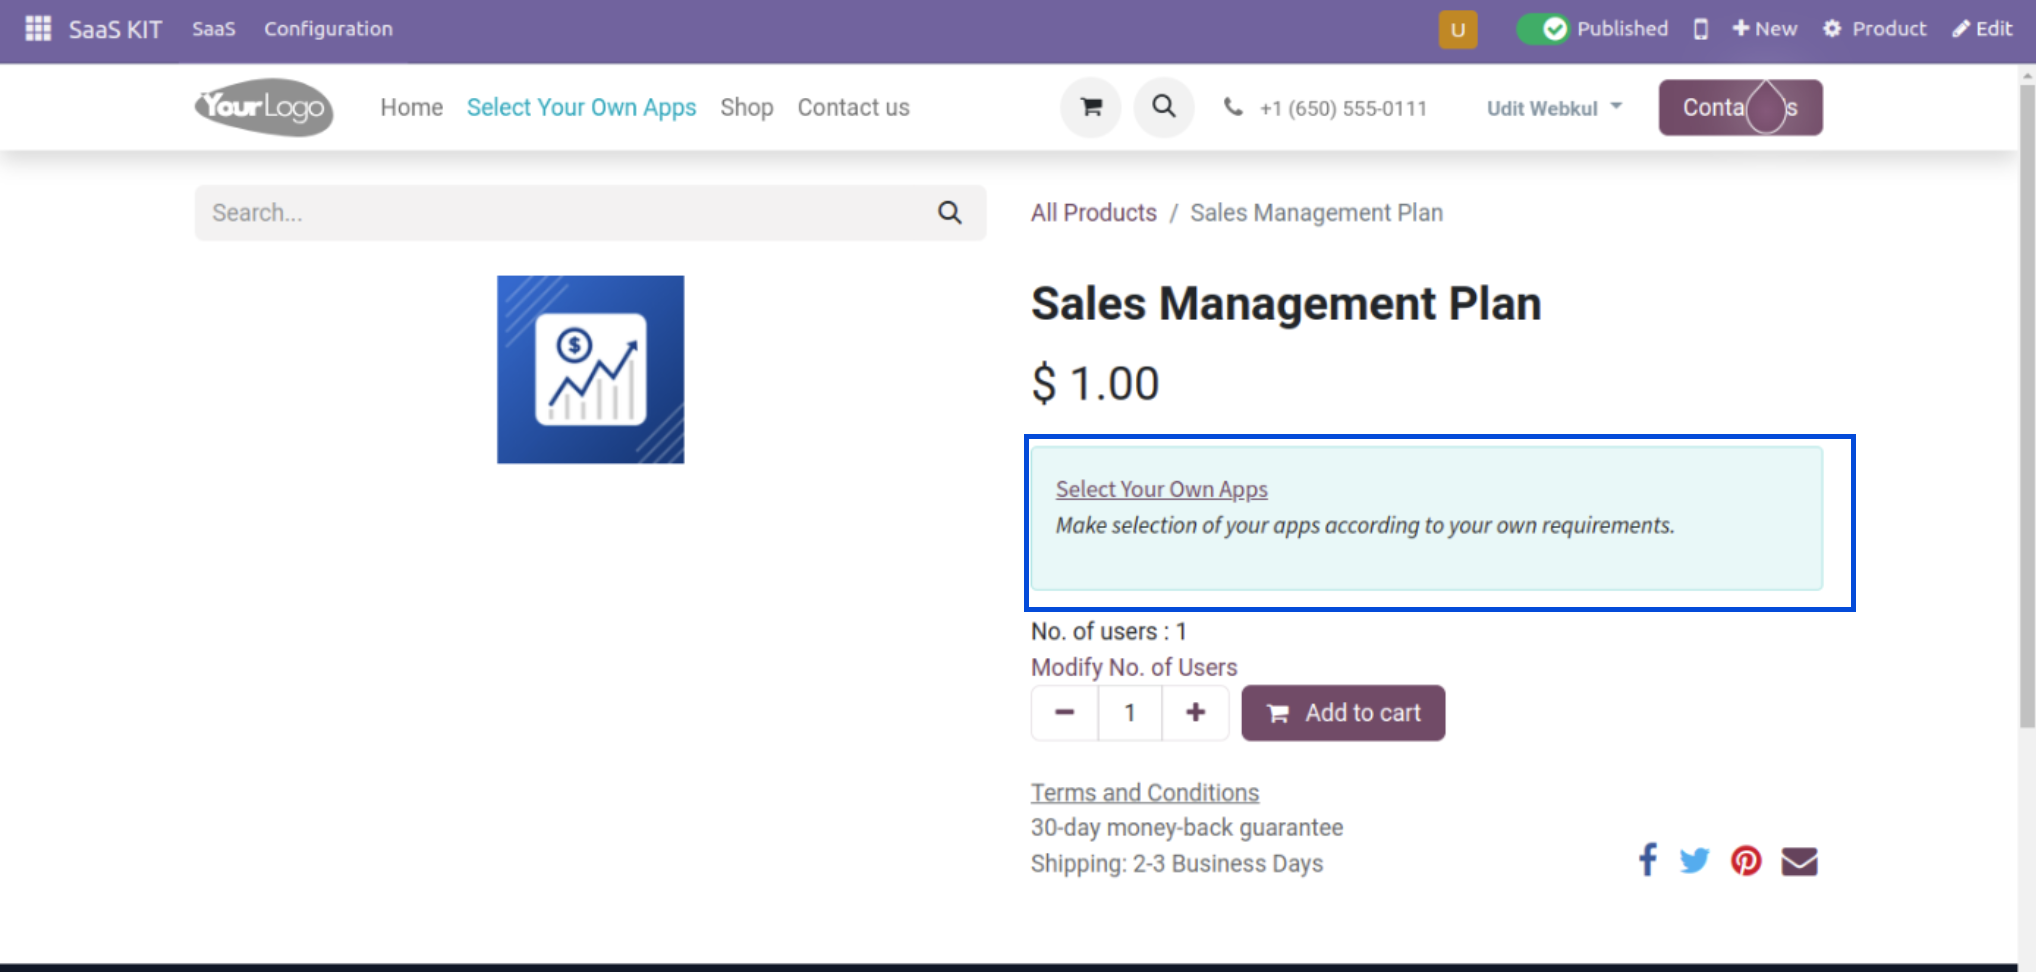 SaaS KIT SaaS Configuration U Published New Product Edit
YourLogo Home Select Your Own Apps Shop Contact us +1 (650) 555-0111 Udit Webkul
Search...
All Products / Sales Management Plan
Sales Management Plan
$
$ 1.00
Select Your Own Apps
Make selection of your apps according to your own requirements.
No. of users : 1
Modify No. of Users
1 Add to cart
Terms and Conditions
30-day money-back guarantee
Shipping: 2-3 Business Days